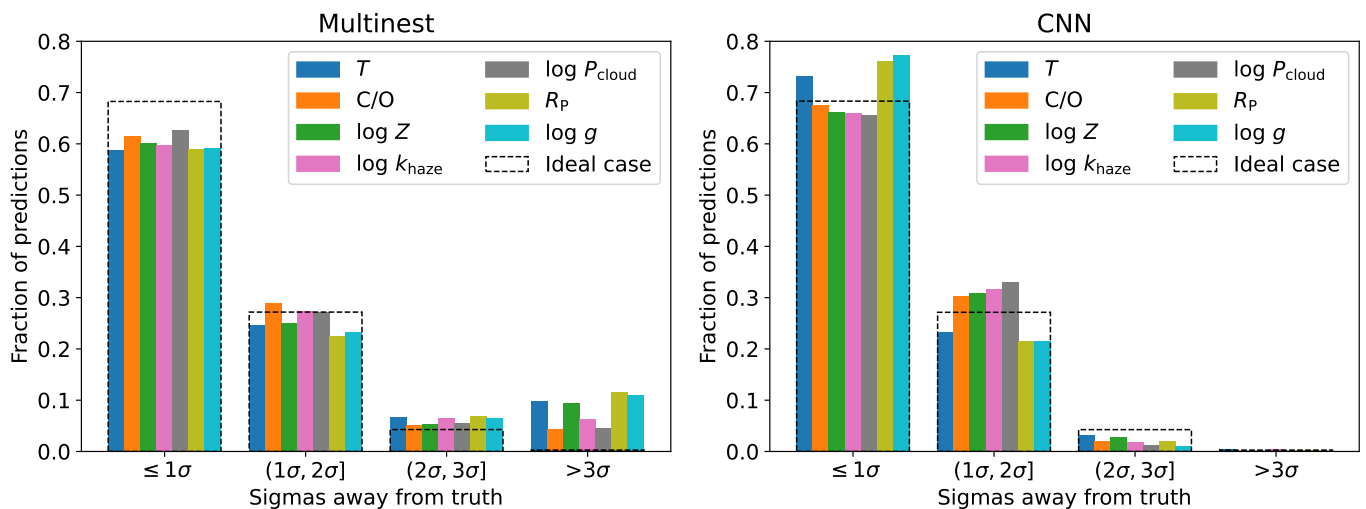 Multinest
Fraction of predictions
0.8
0.7
0.6
0.5
0.4
0.3
0.2
0.1
0.0
T
C/O
log Z
log k_haze
log P_cloud
R_P
log g
Ideal case
≤ 1σ
(1σ, 2σ]
(2σ, 3σ]
>3σ
Sigmas away from truth
CNN
Fraction of predictions
0.8
0.7
0.6
0.5
0.4
0.3
0.2
0.1
0.0
T
C/O
log Z
log k_haze
log P_cloud
R_P
log g
Ideal case
≤ 1σ
(1σ, 2σ]
(2σ, 3σ]
>3σ
Sigmas away from truth